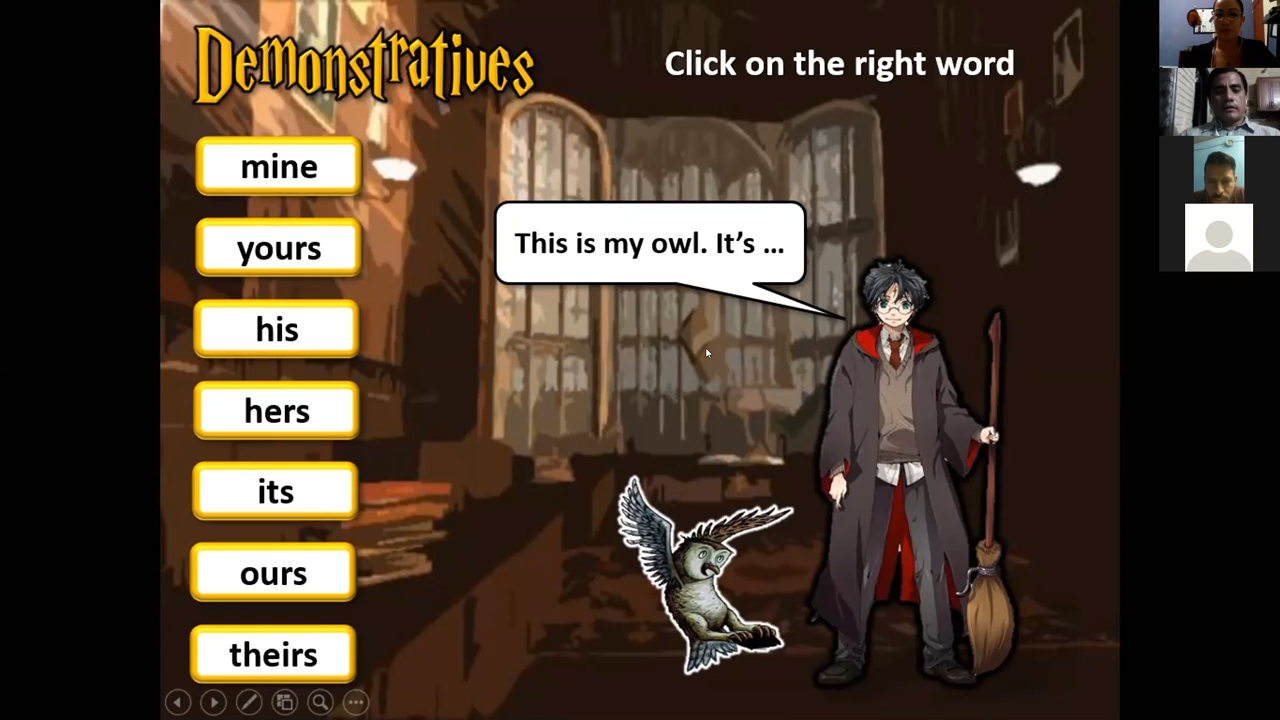 Demonstratives
Click on the right word
mine
yours
his
hers
its
ours
theirs
This is my owl. It’s ...